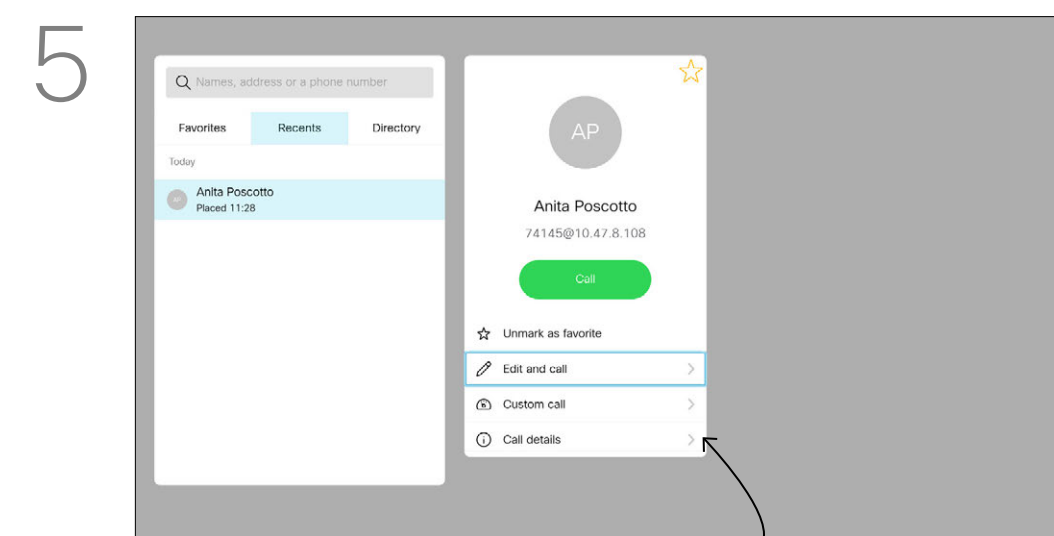 5
Names, address or a phone number
Favorites Recents Directory
Today
AP Anita Poscotto
Placed 11:28
AP
Anita Poscotto
74145@10.47.8.108
Call
Unmark as favorite
Edit and call
Custom call
Call details